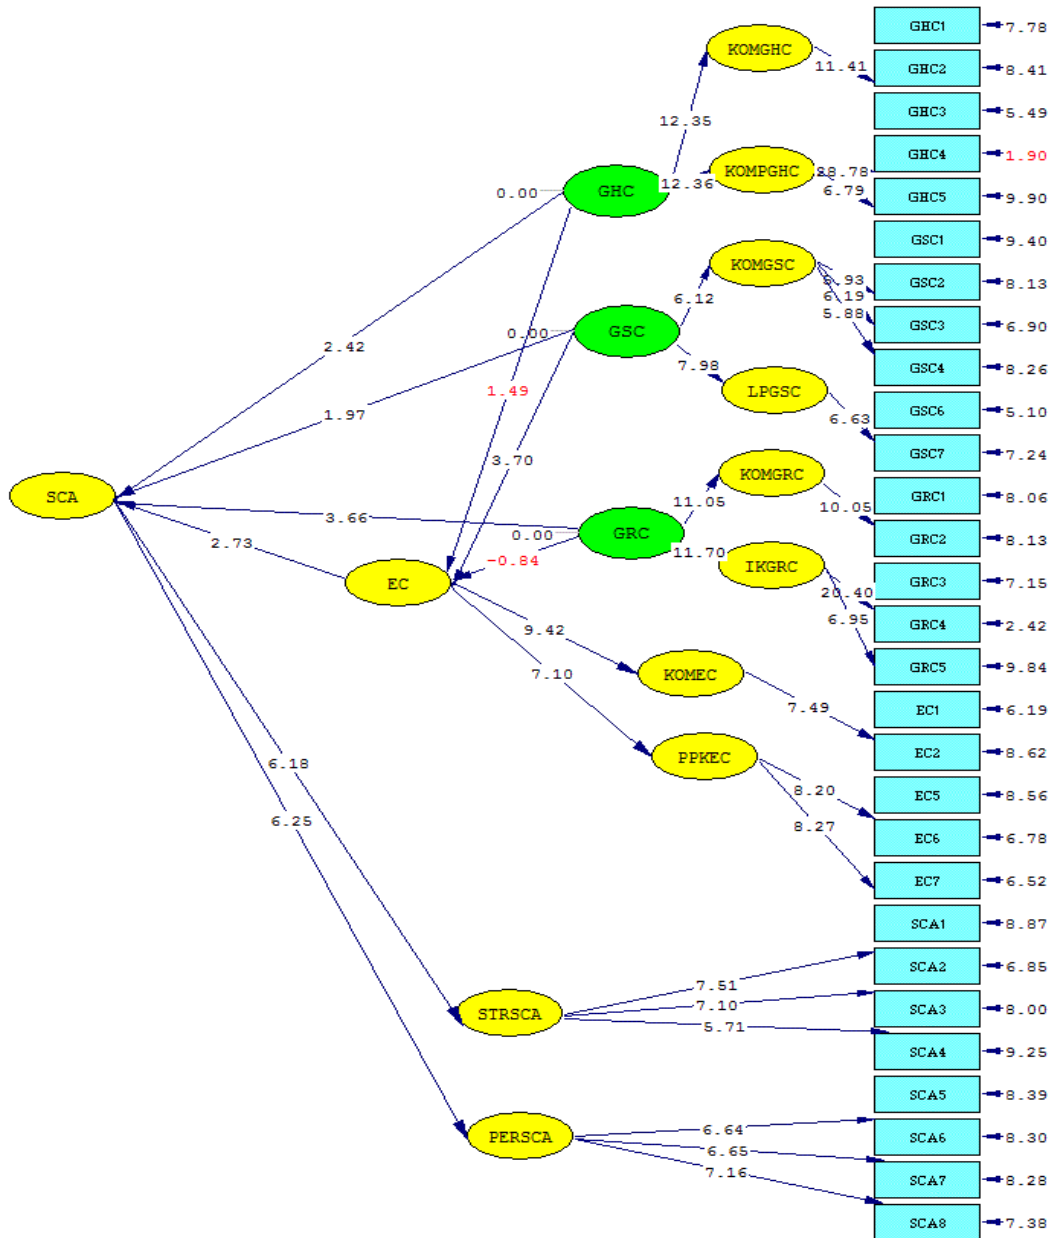 GHC1 7.78
KOMGHC
11.41
GHC2 8.41
GHC3 5.49
12.35
GHC4 1.90
KOMPGHC 28.78
GHC 12.36
0.00
6.79
GHC5 9.90
GSC1 9.40
KOMGSC
GSC2 8.13
6.19
6.12
5.88
GSC3 6.90
GSC
0.00
2.42
7.98
GSC4 8.26
1.49
LPGSC
GSC6 5.10
1.97
6.63
GSC7 7.24
3.70
KOMGRC
SCA
GRC1 8.06
11.05
10.05
3.66
GRC
0.00
GRC2 8.13
2.73
11.70
-0.84
IKGRC
GRC3 7.15
EC
20.40
6.95
GRC4 2.42
9.42
GRC5 9.84
7.10
KOMEC
7.49
EC1 6.19
EC2 8.62
PPKEC
6.18
8.20
EC5 8.56
6.25
8.27
EC6 6.78
EC7 6.52
SCA1 8.87
SCA2 6.85
7.51
7.10
STRSCA
5.71
SCA3 8.00
SCA4 9.25
SCA5 8.39
6.64
PERSCA
SCA6 8.30
6.65
7.16
SCA7 8.28
SCA8 7.38